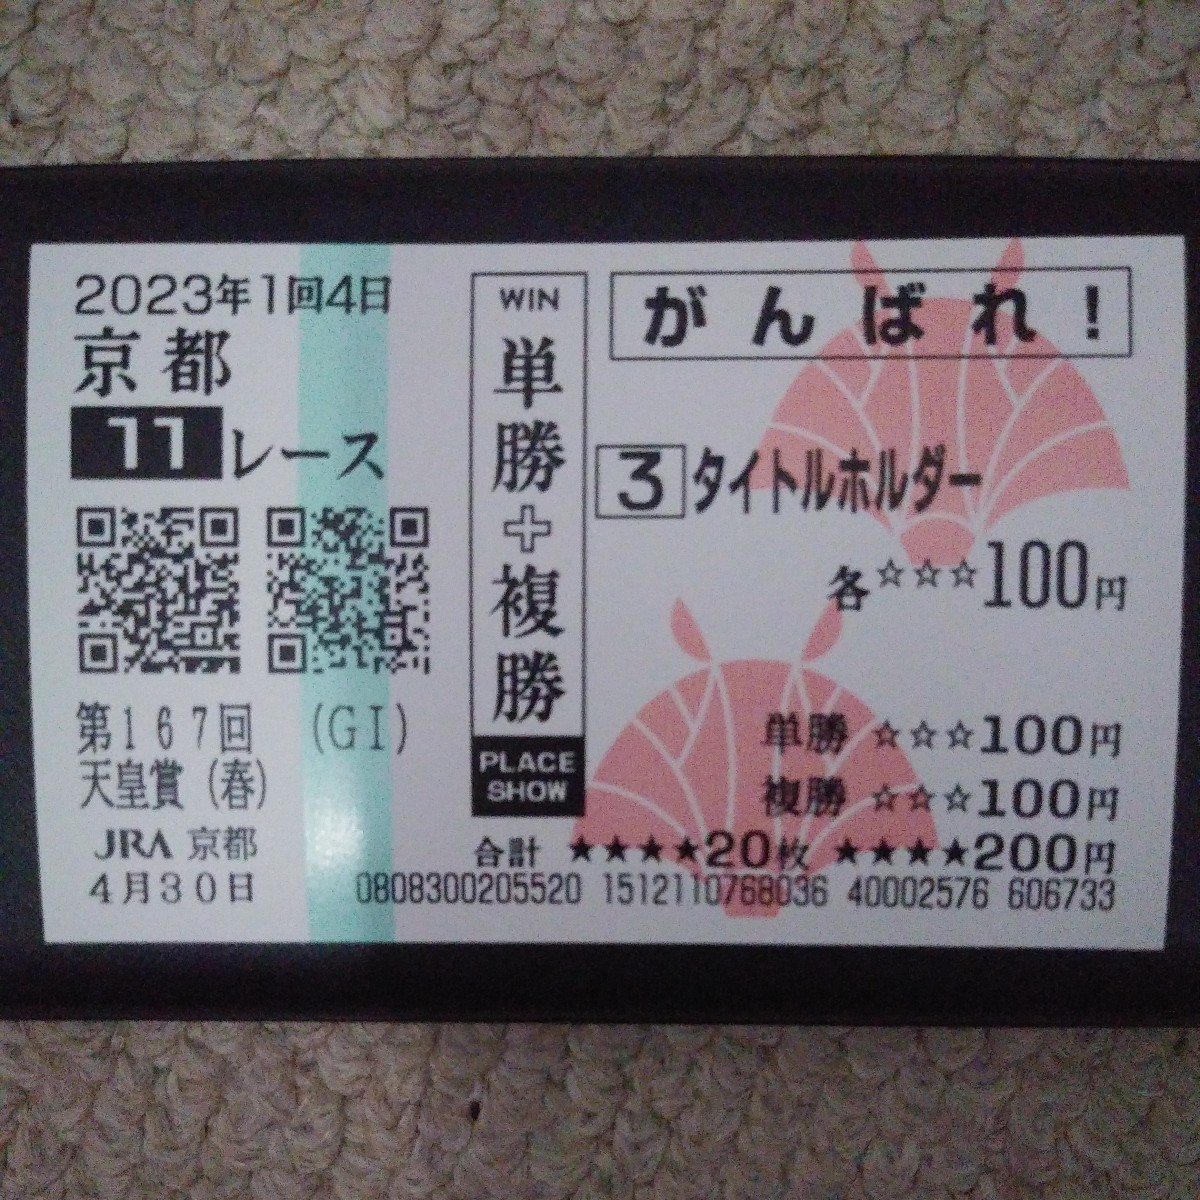 2023年1回4日
京都
11レース
第167回 (GI)
天皇賞(春)
JRA 京都
4月30日
WIN
単勝+複勝
PLACE
SHOW
がんばれ!
3 タイトルホルダー
各☆☆☆100円
単勝 ☆☆☆100円
複勝 ☆☆☆100円
合計 ★★★★20枚 ★★★★200円
0808300205520 1512110768036 40002576 606733